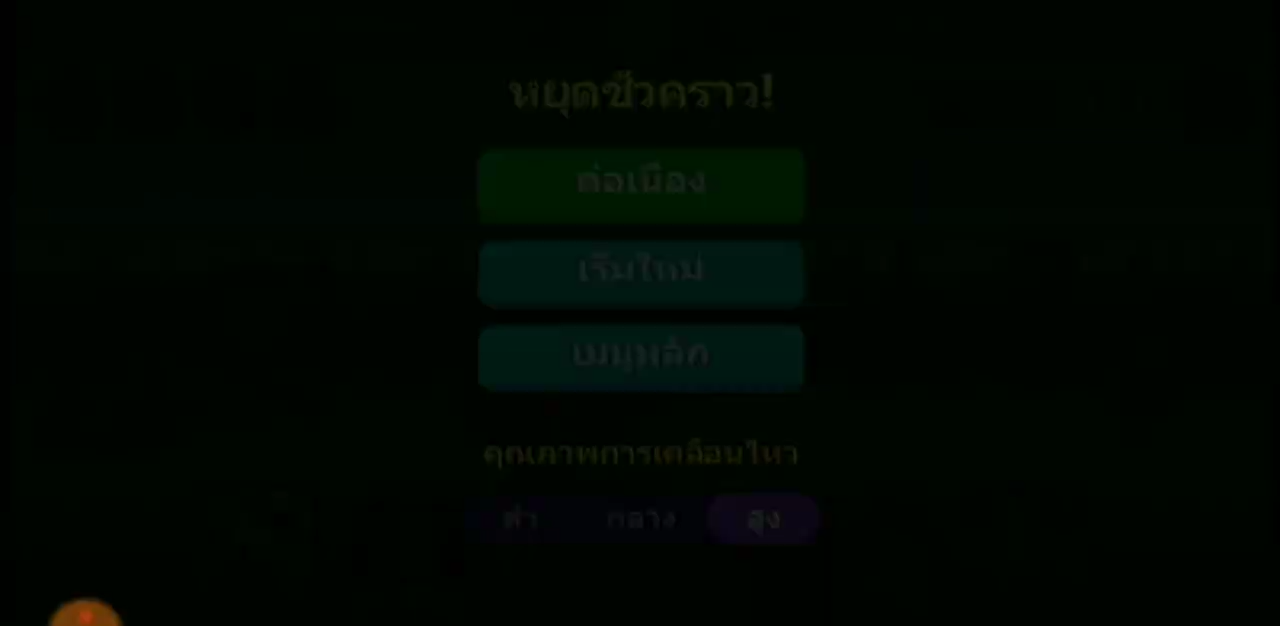 หยุดชั่วคราว!
ต่อเนื่อง
เริ่มใหม่
เมนูหลัก
คุณภาพการเคลื่อนไหว
ต่ำ กลาง สูง